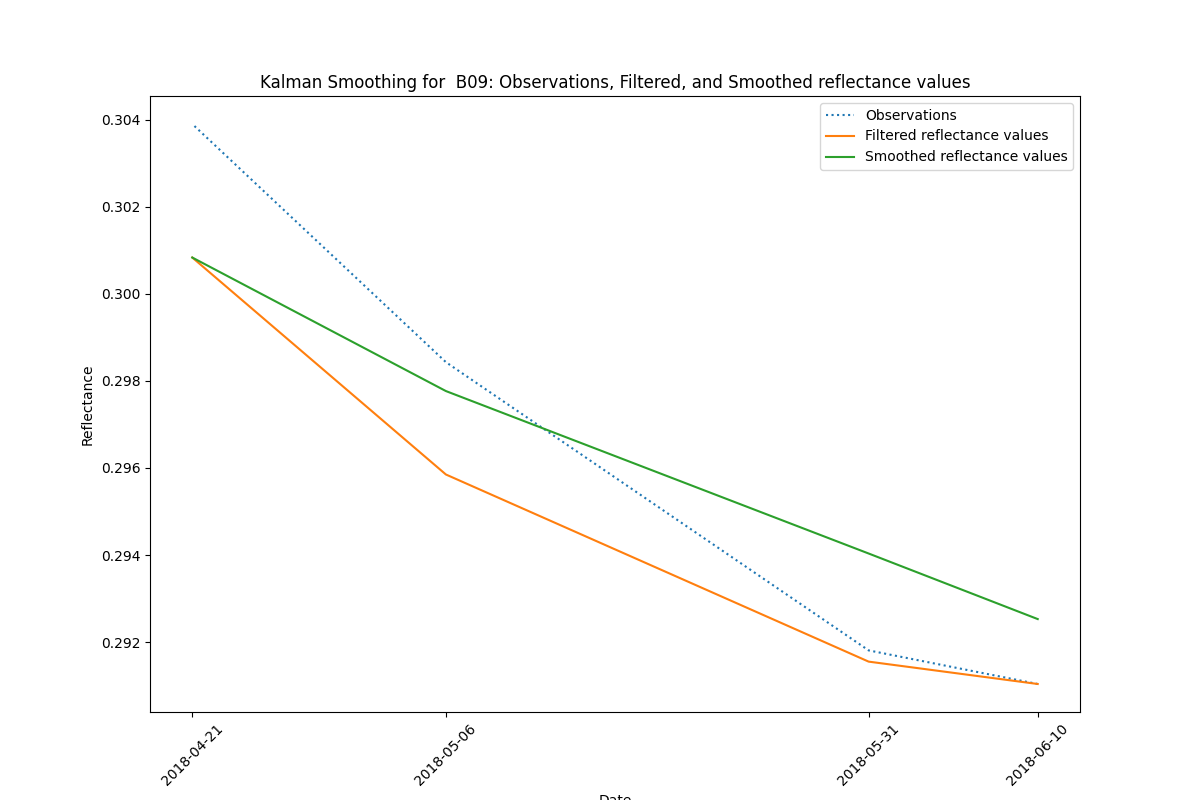 Kalman Smoothing for  B09: Observations, Filtered, and Smoothed reflectance values
Observations
Filtered reflectance values
Smoothed reflectance values
0.304
0.302
0.300
0.298
0.296
0.294
0.292
Reflectance
2018-04-21
2018-05-06
2018-05-31
2018-06-10
Date